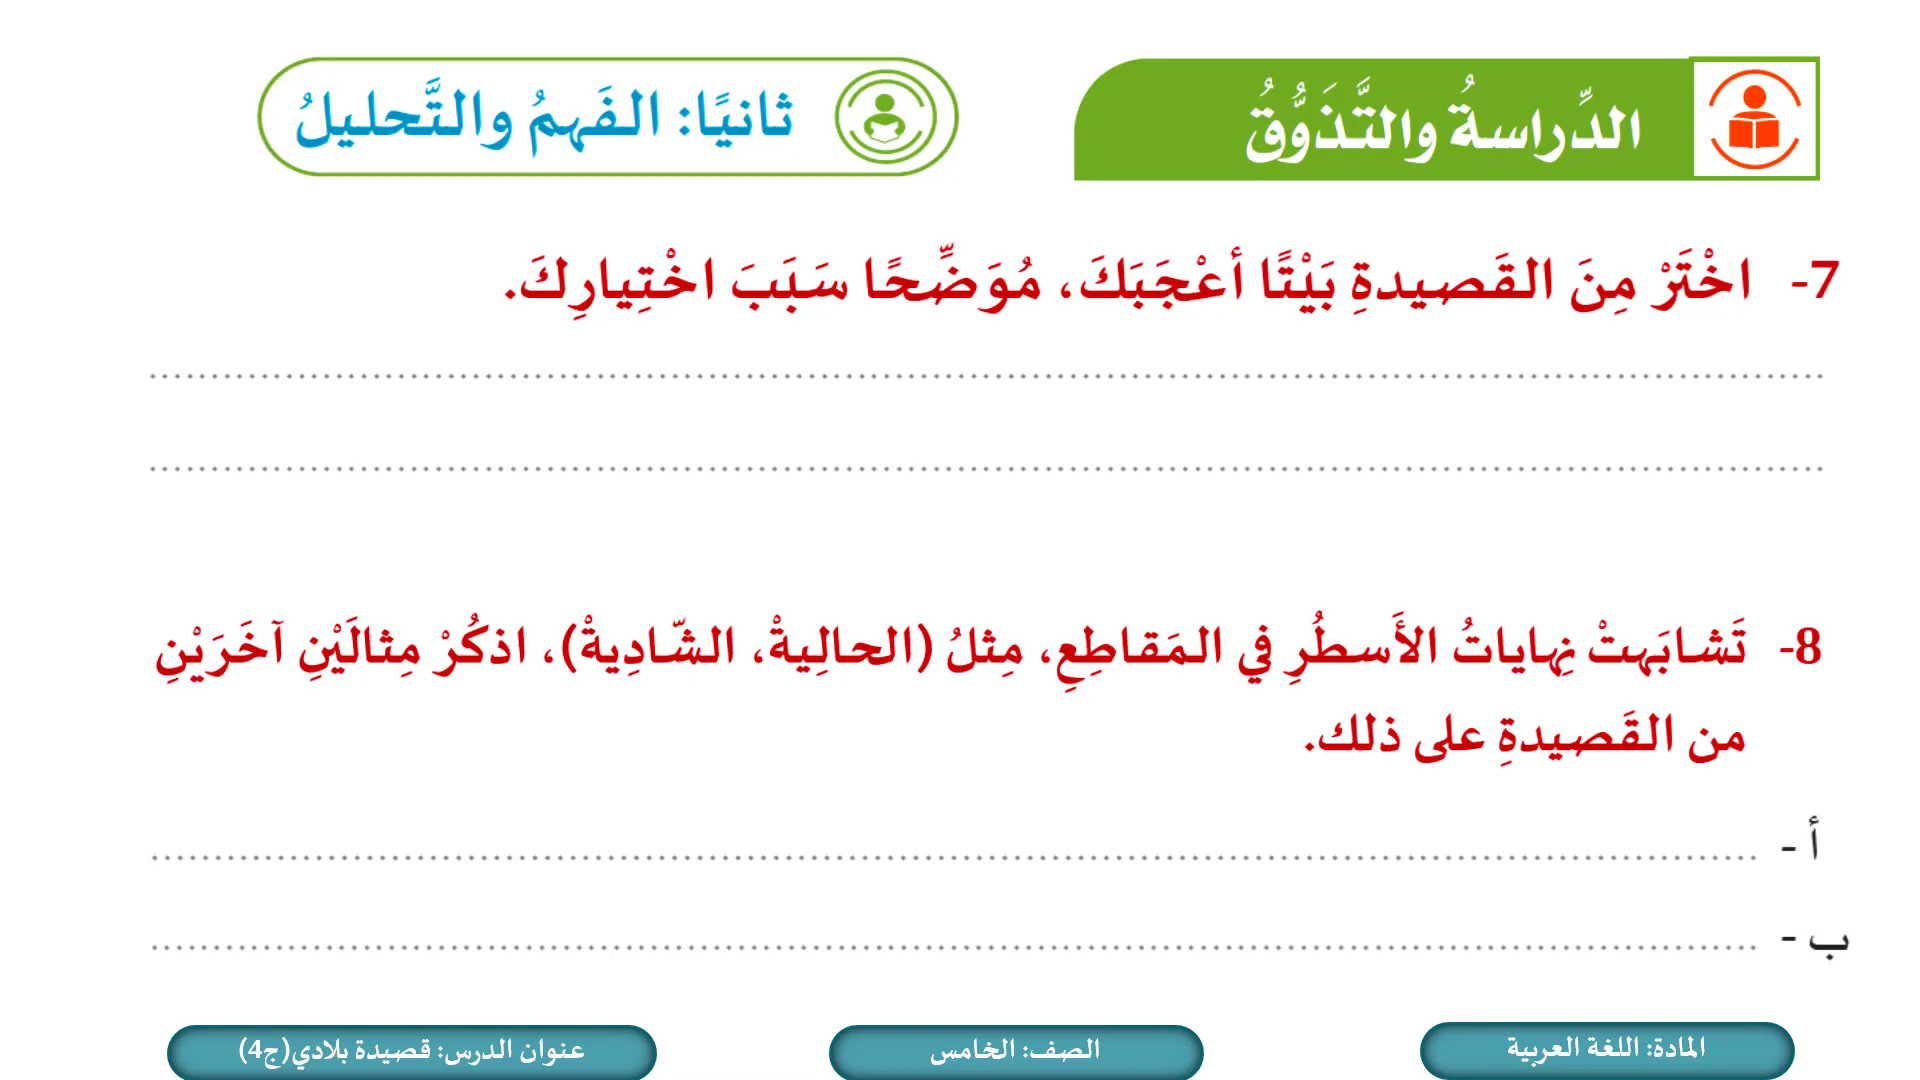 الدِّراسةُ والتَّذَوُّقُ
ثانيًا: الفَهمُ والتَّحليلُ
7- اخْتَرْ مِنَ القَصيدةِ بَيْتًا أعْجَبَكَ، مُوَضِّحًا سَبَبَ اخْتِيارِكَ.
8- تَشابَهتْ نِهاياتُ الأَسطُرِ في المَقاطِعِ، مِثلُ (الحالِيةْ، الشّادِيةْ)، اذكُرْ مِثالَيْنِ آخَرَيْنِ
من القَصيدةِ على ذلك.
أ -
ب -
المادة: اللغة العربية
الصف: الخامس
عنوان الدرس: قصيدة بلادي(ج4)